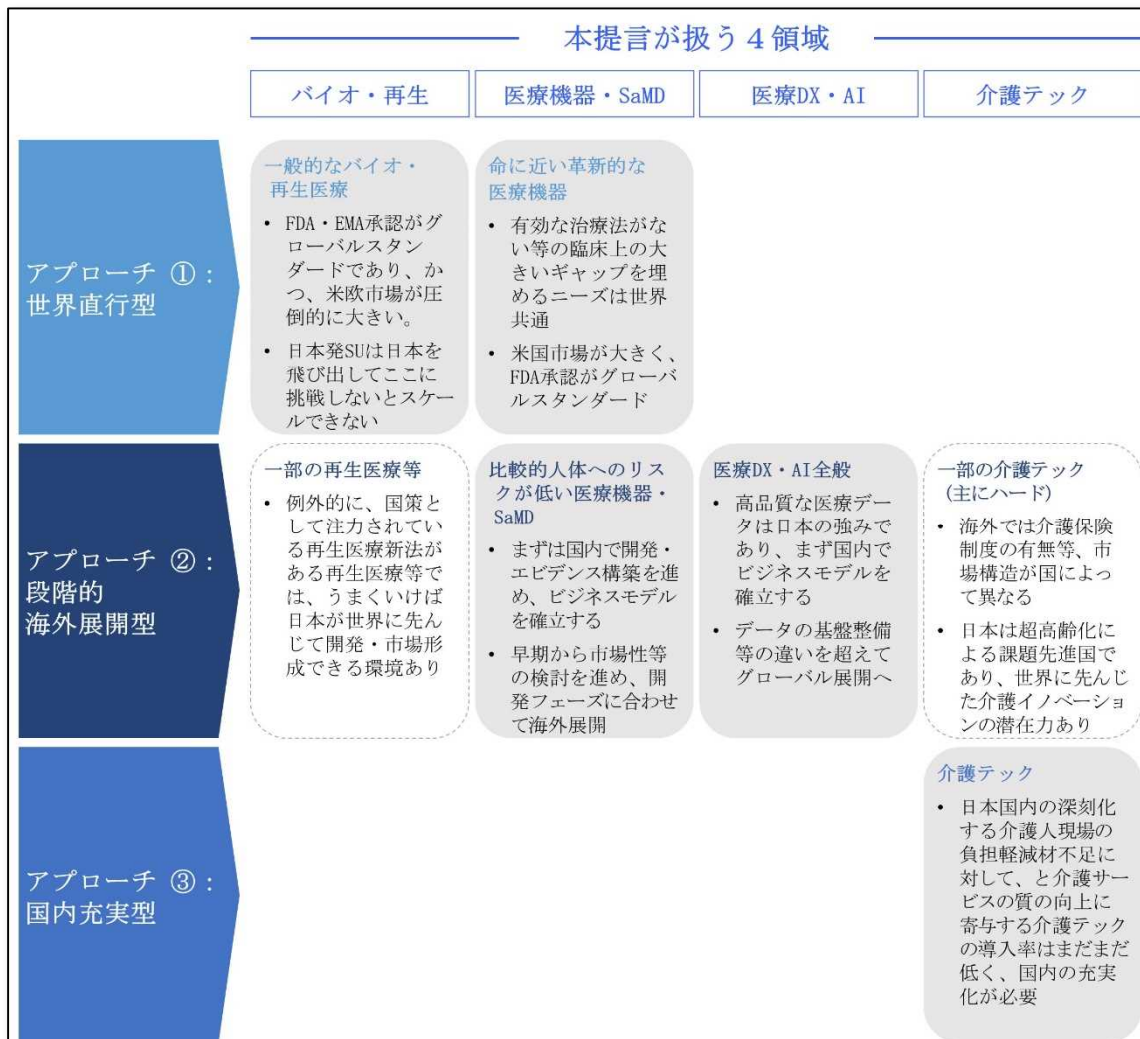 本提言が扱う4領域
バイオ・再生
医療機器・SaMD
医療DX・AI
介護テック
アプローチ ①:
世界直行型
一般的なバイオ・
再生医療
• FDA・EMA承認がグ
ローバルスタン
ダードであり、か
つ、米欧市場が圧
倒的に大きい。
• 日本発SUは日本を
飛び出してここに
挑戦しないとスケー
ルできない
命に近い革新的な
医療機器
• 有効な治療法がな
い等の臨床上の大
きいギャップを埋
めるニーズは世界
共通
• 米国市場が大きく、
FDA承認がグローバ
ルスタンダード
アプローチ ②:
段階的
海外展開型
一部の再生医療等
• 例外的に、国策と
して注力されてい
る再生医療新法が
ある再生医療等で
は、うまくいけば
日本が世界に先ん
じて開発・市場形
成できる環境あり
比較的人体へのリス
クが低い医療機器・
SaMD
• まずは国内で開発・
エビデンス構築を進
め、ビジネスモデル
を確立する
• 早期から市場性等
の検討を進め、開
発フェーズに合わせ
て海外展開
医療DX・AI全般
• 高品質な医療デー
タは日本の強みで
あり、まず国内で
ビジネスモデルを
確立する
• データの基盤整備
等の違いを超えて
グローバル展開へ
一部の介護テック
(主にハード)
• 海外では介護保険
制度の有無等、市
場構造が国によっ
て異なる
• 日本は超高齢化に
よる課題先進国で
あり、世界に先んじ
た介護イノベーショ
ンの潜在力あり
アプローチ ③:
国内充実型
介護テック
• 日本国内の深刻化
する介護人現場の
負担軽減材不足に
対して、と介護サー
ビスの質の向上に
寄与する介護テック
の導入率はまだまだ
低く、国内の充実
化が必要